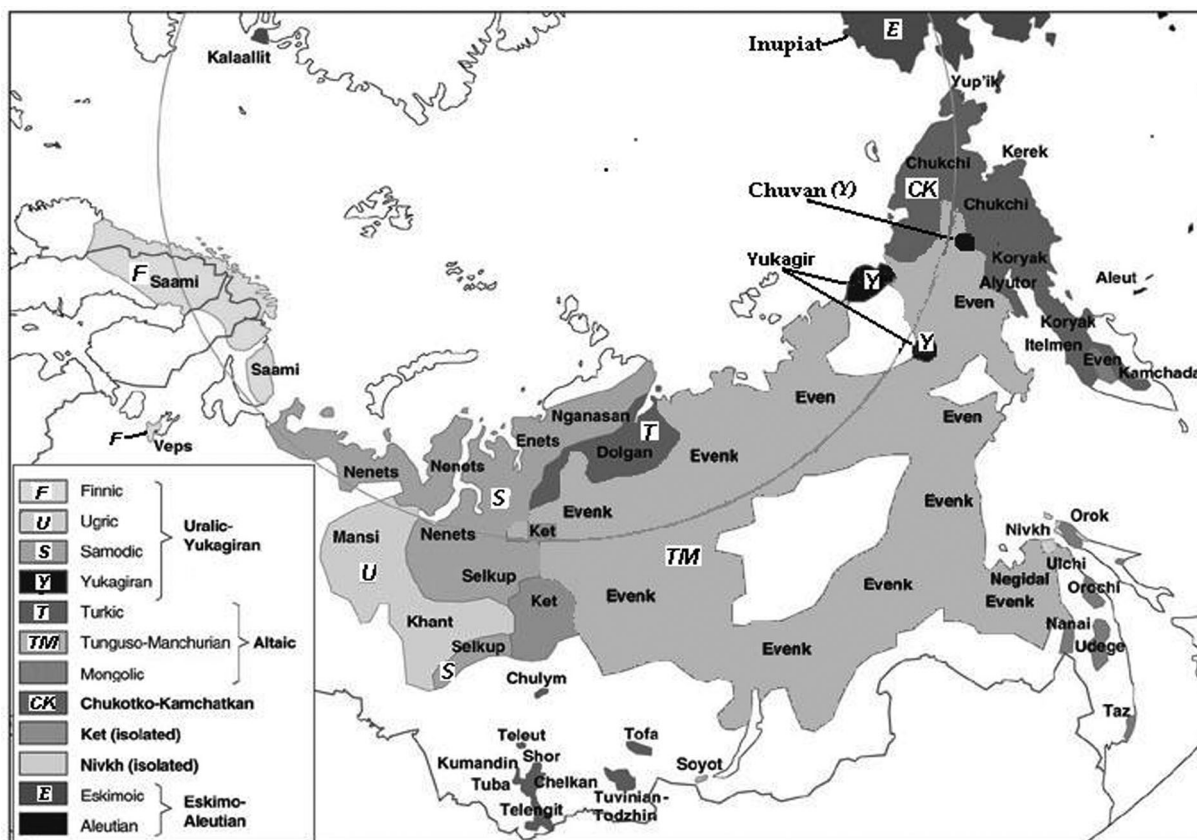 Kalaallit
Inupiat
E
Yup'ik
Chukchi
Kerek
CK
Chuvan (Y)
Chukchi
Yukagir
Koryak
Aleut
Alyutor
Y
Even
F
Saami
Koryak
Itelmen
Y
Even
Kamchada
Saami
Even
Even
Nganasan
T
Enets
Dolgan
F
Veps
Nenets
Nenets
S
Evenk
Evenk
Evenk
Ket
Mansi
Nenets
Nivkh
Orok
U
Selkup
TM
Ulchi
Negidal
Orochi
Ket
Evenk
Evenk
Evenk
Khant
Nanai
Selkup
Evenk
Udege
S
Chulym
Taz
Teleut
Tofa
Kumandin
Shor
Soyot
Tuba
Chelkan
Tuvinian-
Todzhin
Telengit
F Finnic
U Ugric
Uralic-
Yukagiran
S Samodic
Y Yukagiran
T Turkic
TM Tunguso-Manchurian
Altaic
Mongolic
CK Chukotko-Kamchatkan
Ket (isolated)
Nivkh (isolated)
E Eskimoic
Eskimo-
Aleutian
Aleutian